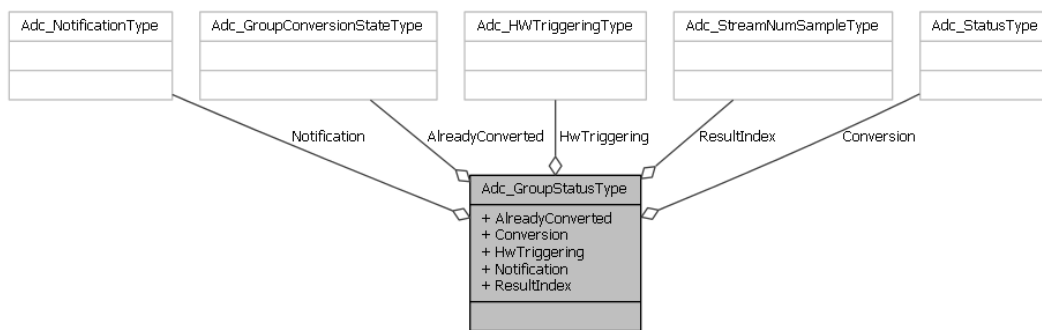 Adc_NotificationType
Adc_GroupConversionStateType
Adc_HWTriggeringType
Adc_StreamNumSampleType
Adc_StatusType
Notification
AlreadyConverted
HwTriggering
ResultIndex
Conversion
Adc_GroupStatusType
+ AlreadyConverted
+ Conversion
+ HwTriggering
+ Notification
+ ResultIndex